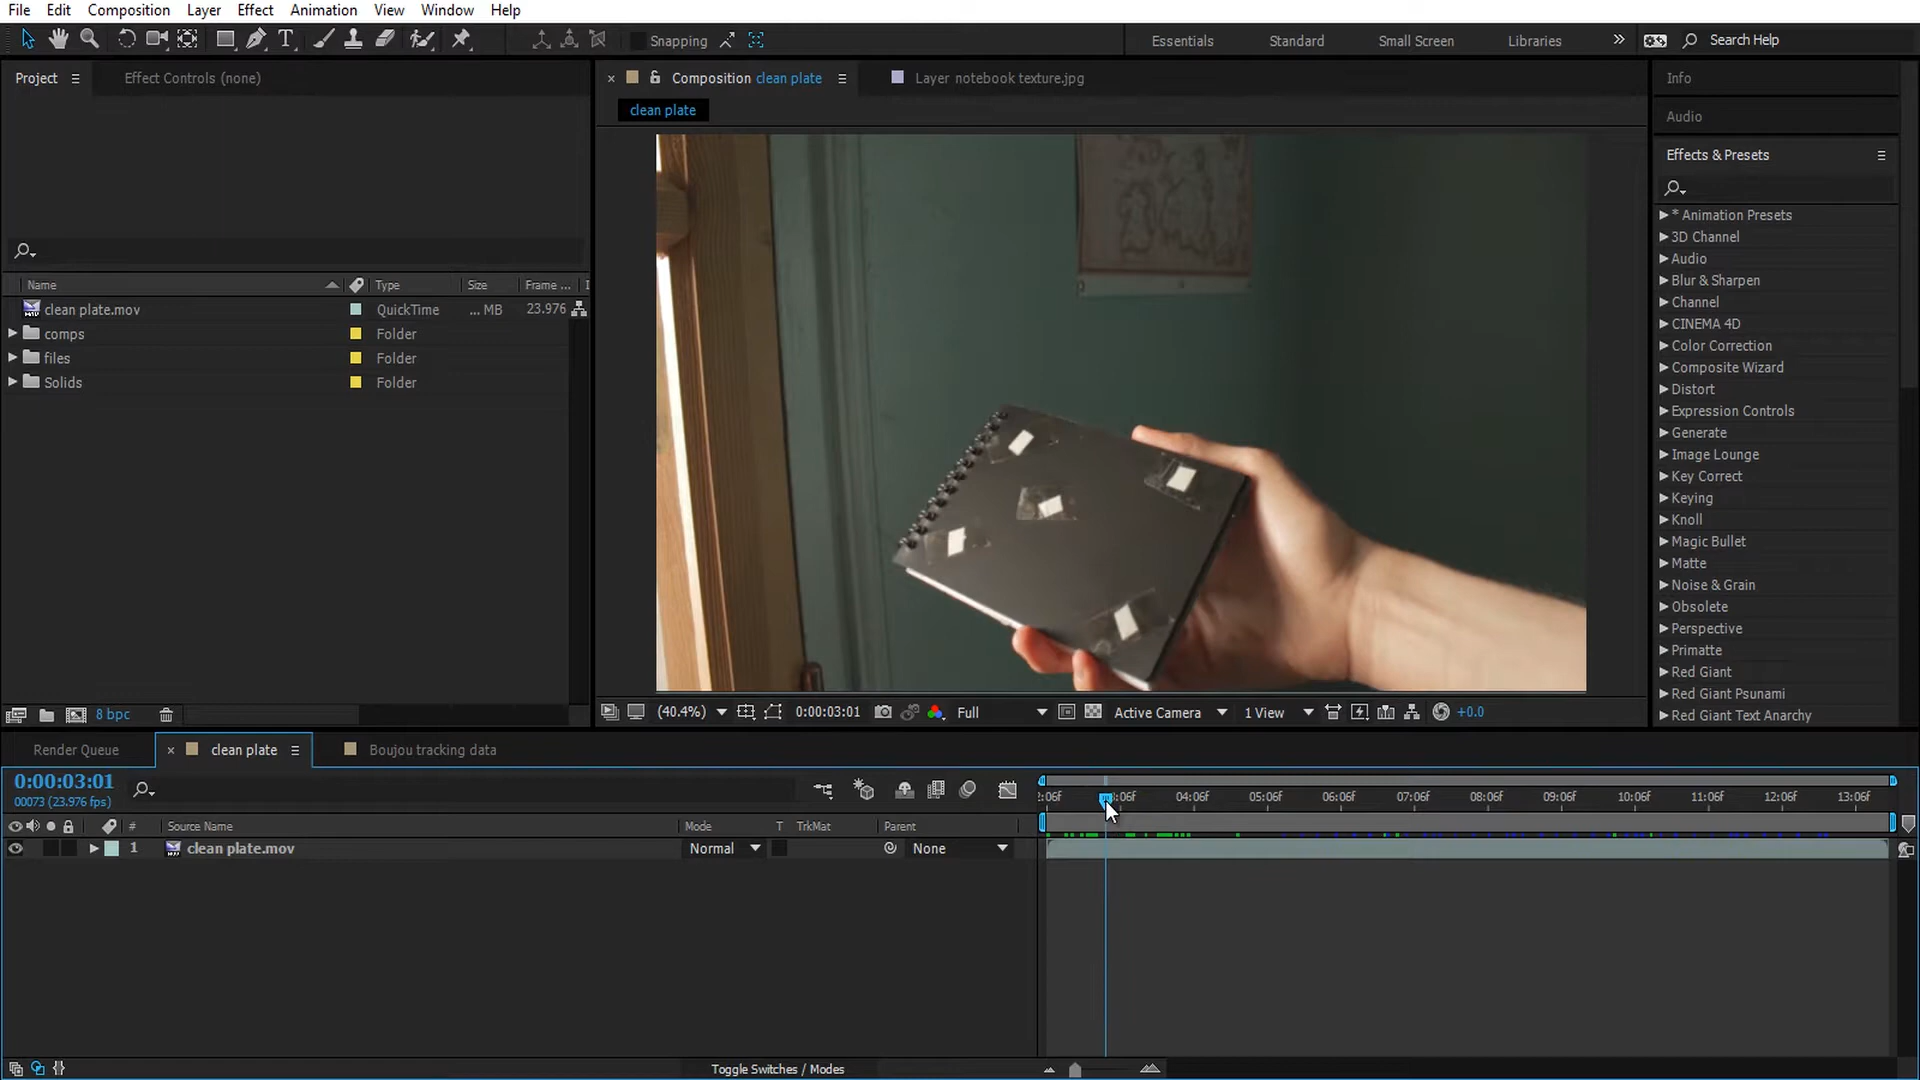 File Edit Composition Layer Effect Animation View Window Help
Snapping
Essentials Standard Small Screen Libraries
Search Help
Project
Effect Controls (none)
Composition clean plate
Layer notebook texture.jpg
clean plate
Name Type Size Frame ...
clean plate.mov QuickTime ... MB 23.976
comps Folder
files Folder
Solids Folder
8 bpc
(40.4%) 0:00:03:01 Full Active Camera 1 View +0.0
Info
Audio
Effects & Presets
* Animation Presets
3D Channel
Audio
Blur & Sharpen
Channel
CINEMA 4D
Color Correction
Composite Wizard
Distort
Expression Controls
Generate
Image Lounge
Key Correct
Keying
Knoll
Magic Bullet
Matte
Noise & Grain
Obsolete
Perspective
Primatte
Red Giant
Red Giant Psunami
Red Giant Text Anarchy
Render Queue clean plate Boujou tracking data
0:00:03:01
00073 (23.976 fps)
2:06f 3:06f 04:06f 05:06f 06:06f 07:06f 08:06f 09:06f 10:06f 11:06f 12:06f 13:06f
# Source Name Mode T TrkMat Parent
1 clean plate.mov Normal None
Toggle Switches / Modes